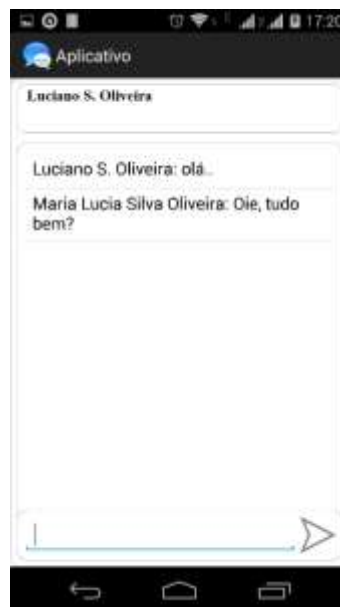 17:20
Aplicativo
Luciano S. Oliveira
Luciano S. Oliveira: olá..
Maria Lucia Silva Oliveira: Oie, tudo
bem?